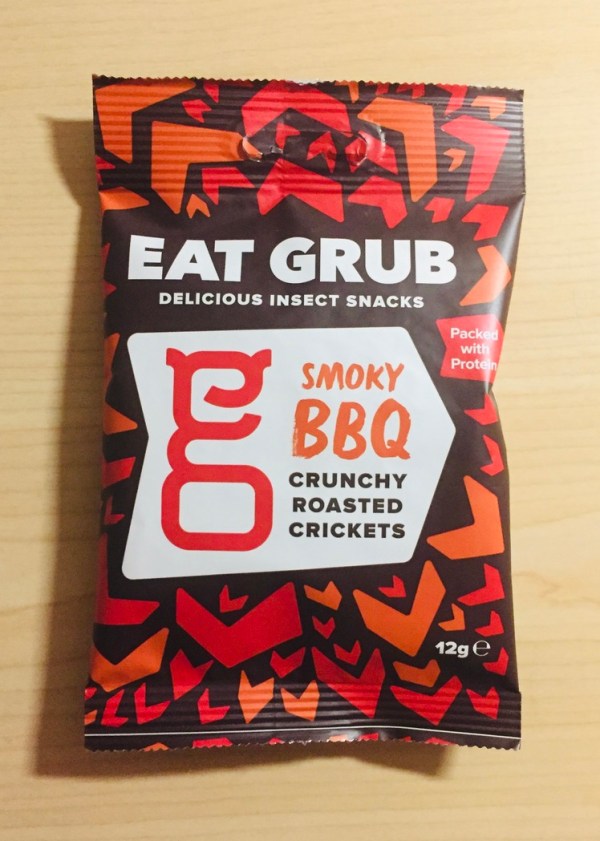 EAT GRUB
DELICIOUS INSECT SNACKS
Packed
with
Protein
SMOKY
BBQ
CRUNCHY
ROASTED
CRICKETS
12g ℮